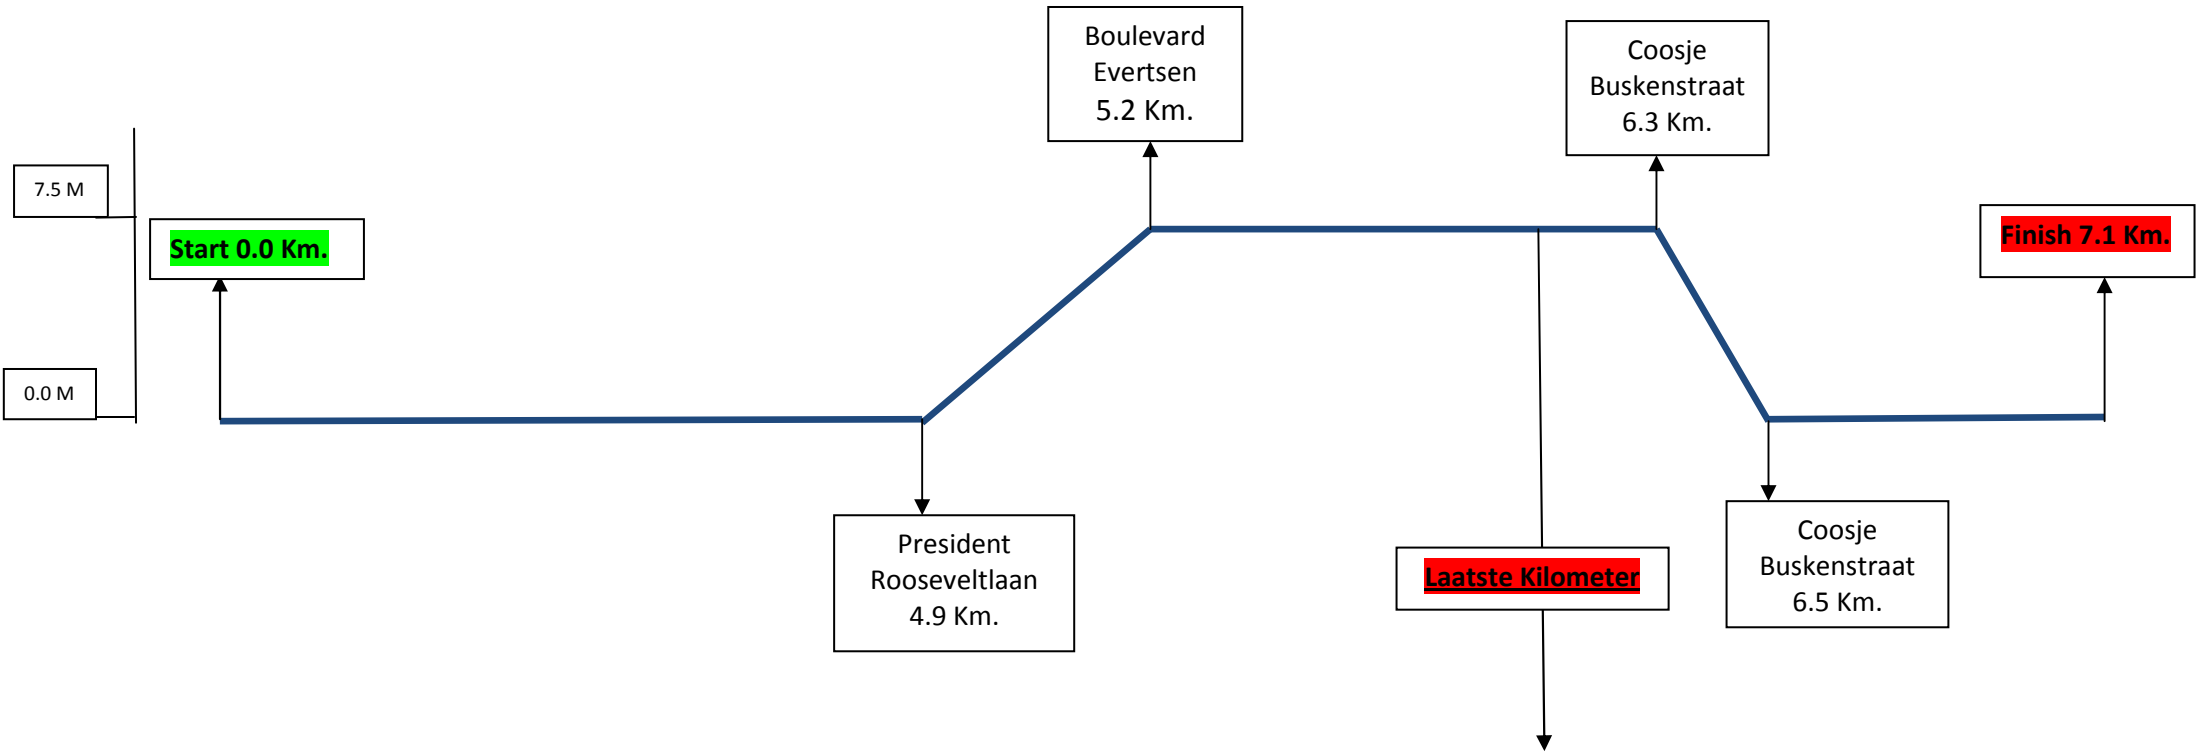 Boulevard
Evertsen
5.2 Km.
Coosje
Buskenstraat
6.3 Km.
7.5 M
Start 0.0 Km.
Finish 7.1 Km.
0.0 M
President
Rooseveltlaan
4.9 Km.
Laatste Kilometer
Coosje
Buskenstraat
6.5 Km.